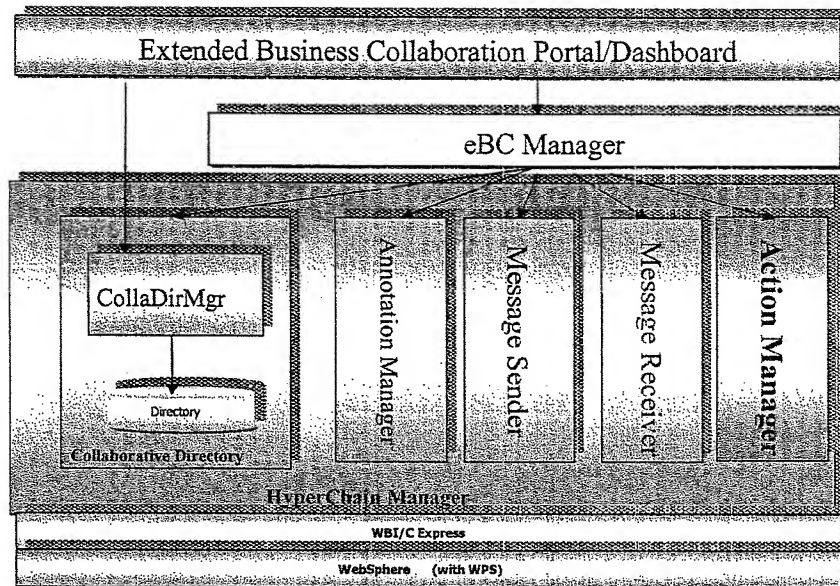 Extended Business Collaboration Portal/Dashboard
eBC Manager
CollaDirMgr
Directory
Collaborative Directory
Annotation Manager
Message Sender
Message Receiver
Action Manager
HyperChain Manager
WBI/C Express
WebSphere (with WPS)